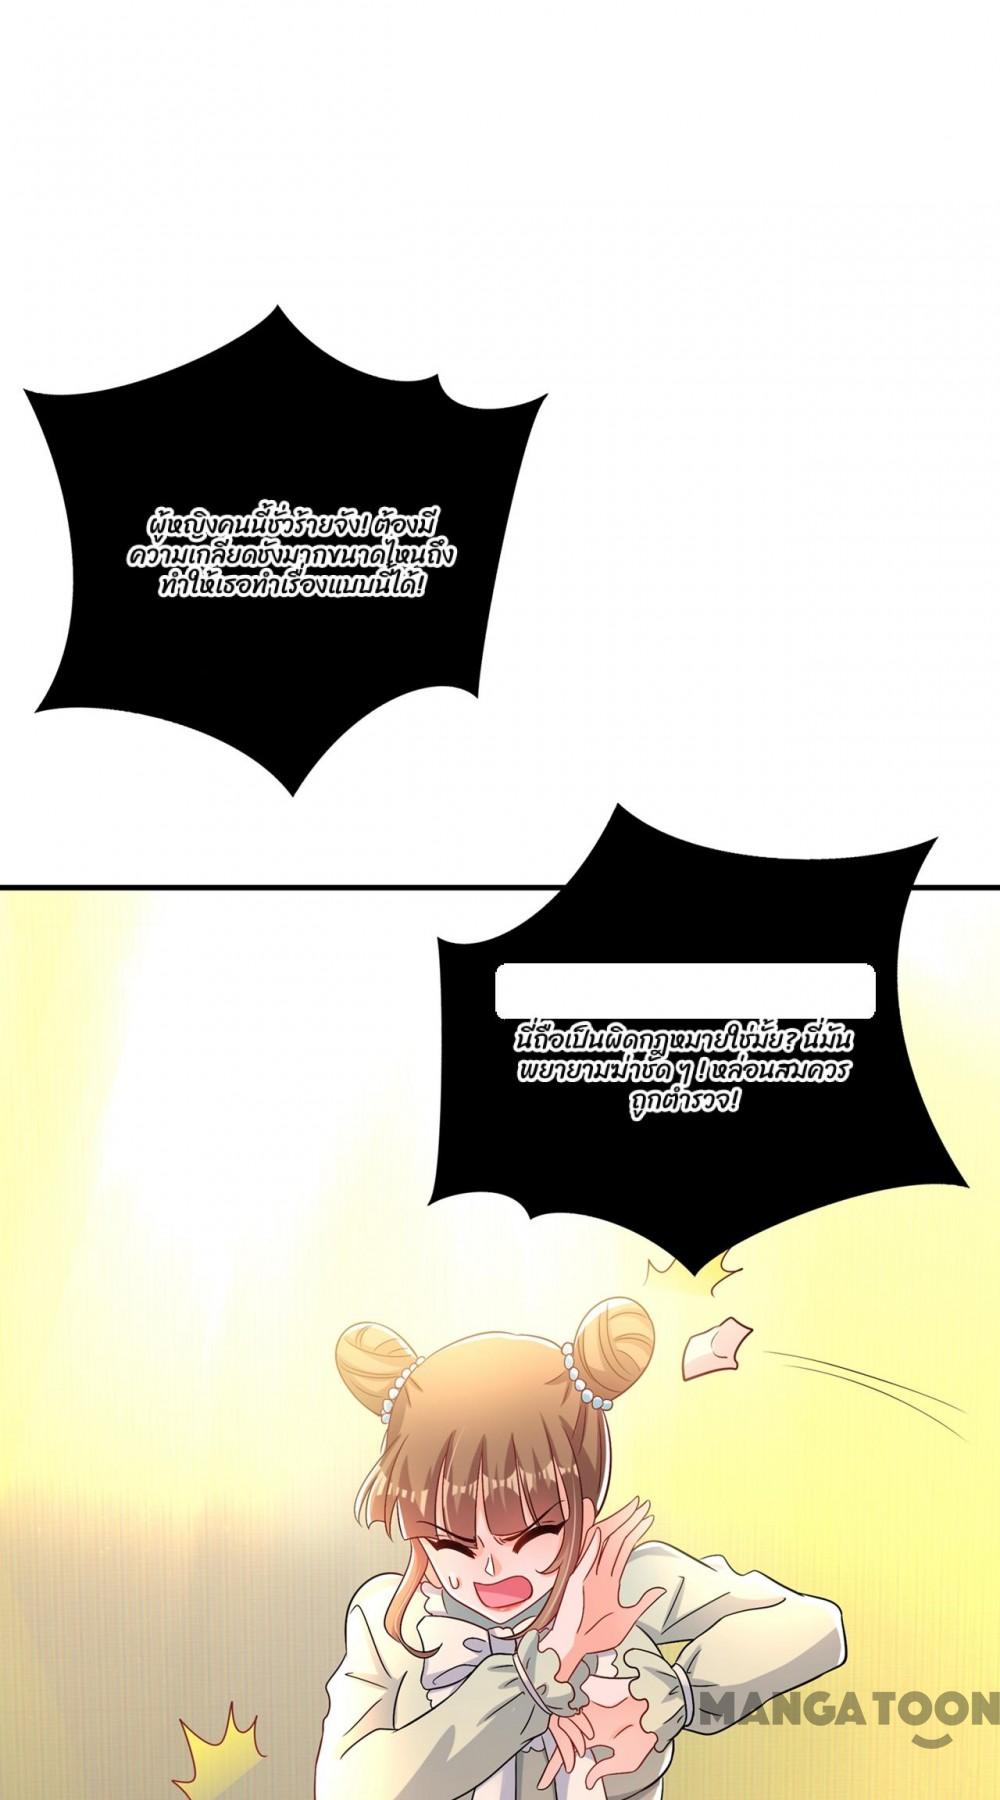 ผู้หญิงคนนี้ชั่วร้ายจัง! ต้องมี
ความเกลียดชังมากขนาดไหนถึง
ทำให้เธอทำเรื่องแบบนี้ได้!
นี่ถือเป็นผิดกฎหมายใช่มั้ย? นี่มัน
พยายามฆ่าชัด ๆ ! หล่อนสมควร
ถูกตำรวจ!
MANGATOON